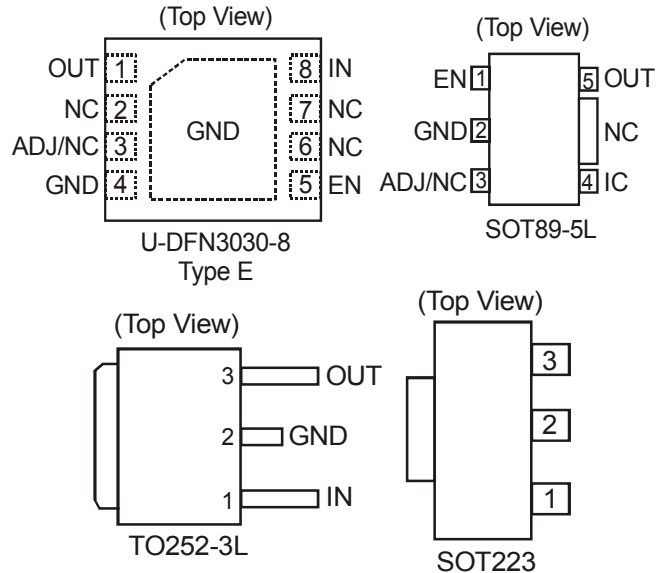 (Top View)
OUT 1
NC 2
ADJ/NC 3
GND 4
GND
8 IN
7 NC
6 NC
5 EN
U-DFN3030-8
Type E
(Top View)
EN 1
GND 2
ADJ/NC 3
5 OUT
NC
4 IC
SOT89-5L
(Top View)
3 OUT
2 GND
1 IN
TO252-3L
(Top View)
3
2
1
SOT223